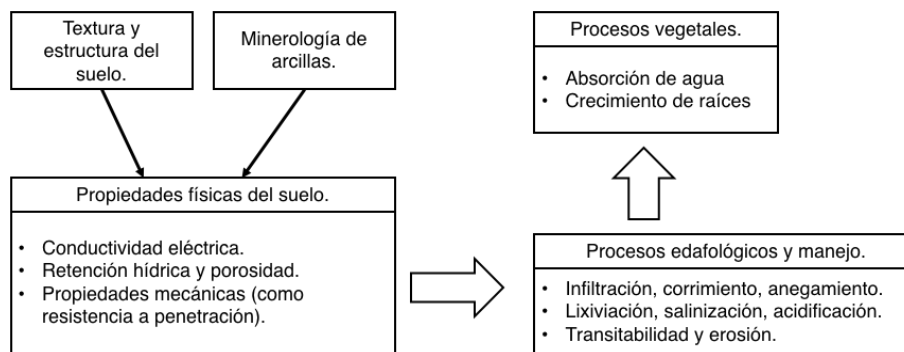 Textura y
estructura del
suelo.
Minerología de
arcillas.
Propiedades físicas del suelo.
• Conductividad eléctrica.
• Retención hídrica y porosidad.
• Propiedades mecánicas (como
resistencia a penetración).
Procesos vegetales.
• Absorción de agua
• Crecimiento de raíces
Procesos edafológicos y manejo.
• Infiltración, corrimiento, anegamiento.
• Lixiviación, salinización, acidificación.
• Transitabilidad y erosión.